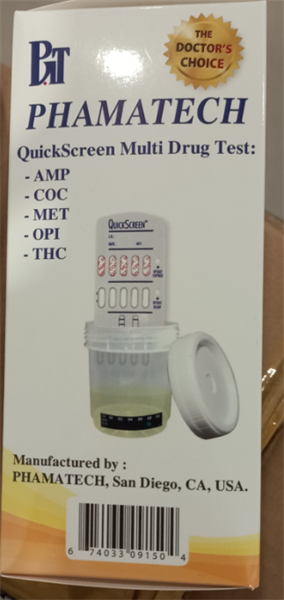 PT
THE
DOCTOR'S
CHOICE
PHAMATECH
QuickScreen Multi Drug Test:
- AMP
- COC
- MET
- OPI
- THC
QUICKSCREEN
Manufactured by :
PHAMATECH, San Diego, CA, USA.
6 74033 09150 4